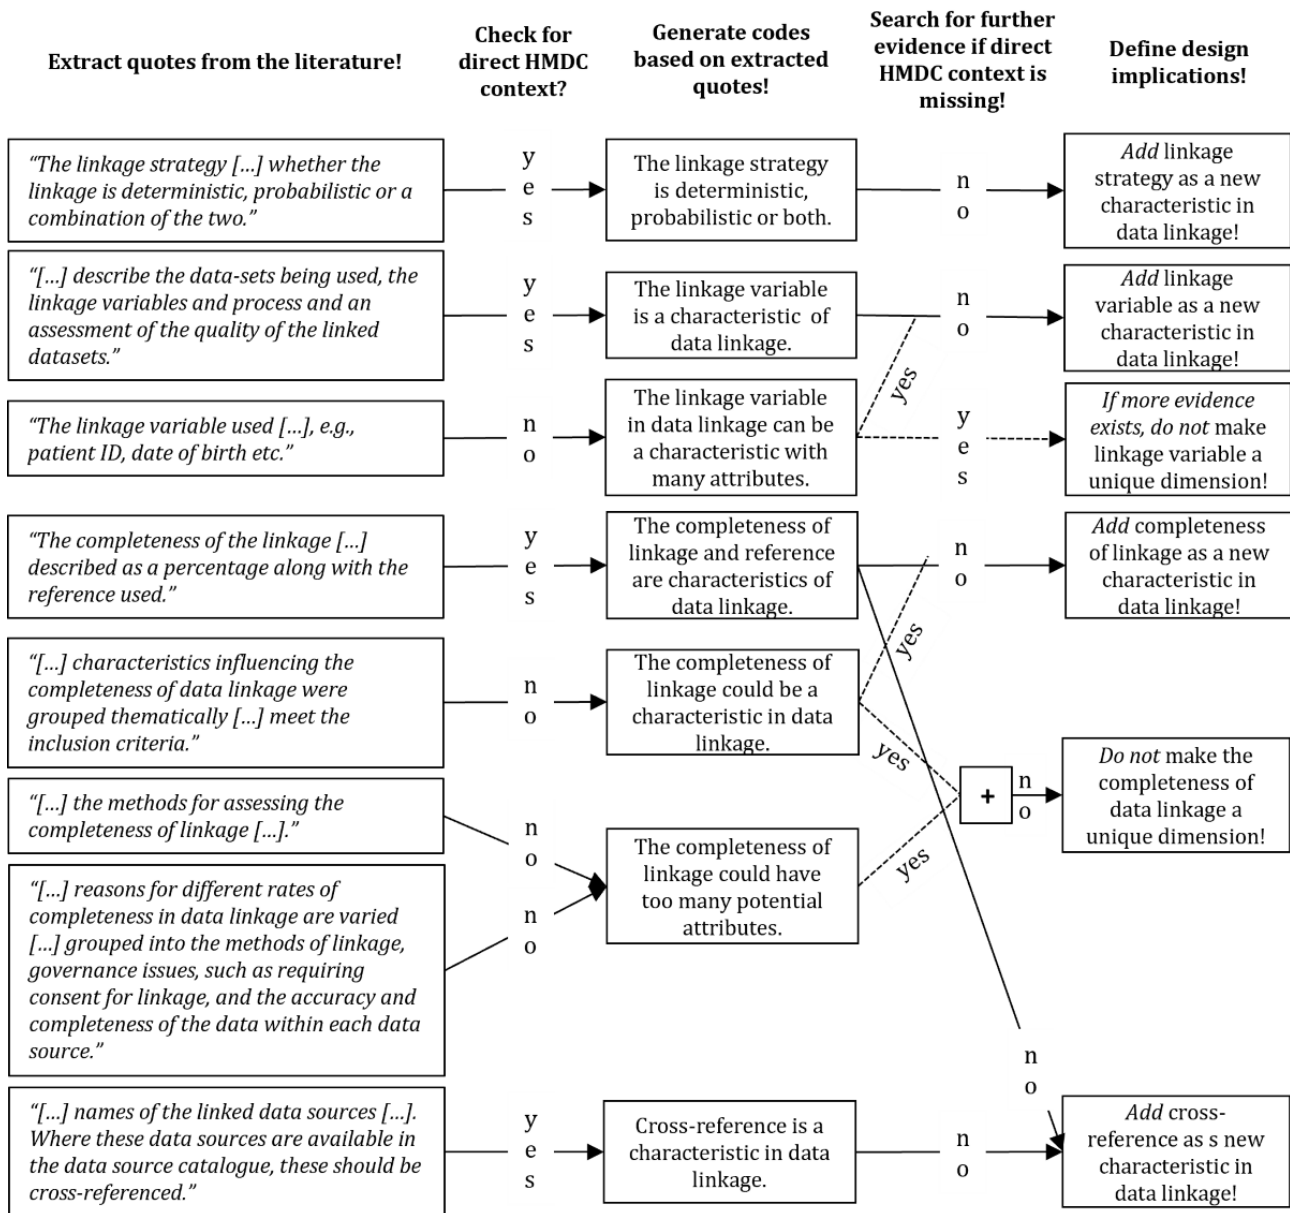 Extract quotes from the literature!
Check for
direct HMDC
context?
Generate codes
based on extracted
quotes!
Search for further
evidence if direct
HMDC context is
missing!
Define design
implications!
“The linkage strategy [...] whether the
linkage is deterministic, probabilistic or a
combination of the two.”
y
e
s
The linkage strategy
is deterministic,
probabilistic or both.
n
o
Add linkage
strategy as a new
characteristic in
data linkage!
“[...] describe the data-sets being used, the
linkage variables and process and an
assessment of the quality of the linked
datasets.”
y
e
s
The linkage variable
is a characteristic of
data linkage.
n
o
Add linkage
variable as a new
characteristic in
data linkage!
“The linkage variable used [...], e.g.,
patient ID, date of birth etc.”
n
o
The linkage variable
in data linkage can be
a characteristic with
many attributes.
yes
y
e
s
If more evidence
exists, do not make
linkage variable a
unique dimension!
“The completeness of the linkage [...]
described as a percentage along with the
reference used.”
y
e
s
The completeness of
linkage and reference
are characteristics of
data linkage.
n
o
Add completeness
of linkage as a new
characteristic in
data linkage!
“[...] characteristics influencing the
completeness of data linkage were
grouped thematically [...] meet the
inclusion criteria.”
n
o
The completeness of
linkage could be a
characteristic in data
linkage.
yes
yes
“[...] the methods for assessing the
completeness of linkage [...].”
n
o
“[...] reasons for different rates of
completeness in data linkage are varied
[...] grouped into the methods of linkage,
governance issues, such as requiring
consent for linkage, and the accuracy and
completeness of the data within each data
source.”
n
o
The completeness of
linkage could have
too many potential
attributes.
yes
+
n
o
Do not make the
completeness of
data linkage a
unique dimension!
n
o
“[...] names of the linked data sources [...].
Where these data sources are available in
the data source catalogue, these should be
cross-referenced.”
y
e
s
Cross-reference is a
characteristic in data
linkage.
n
o
Add cross-
reference as s new
characteristic in
data linkage!